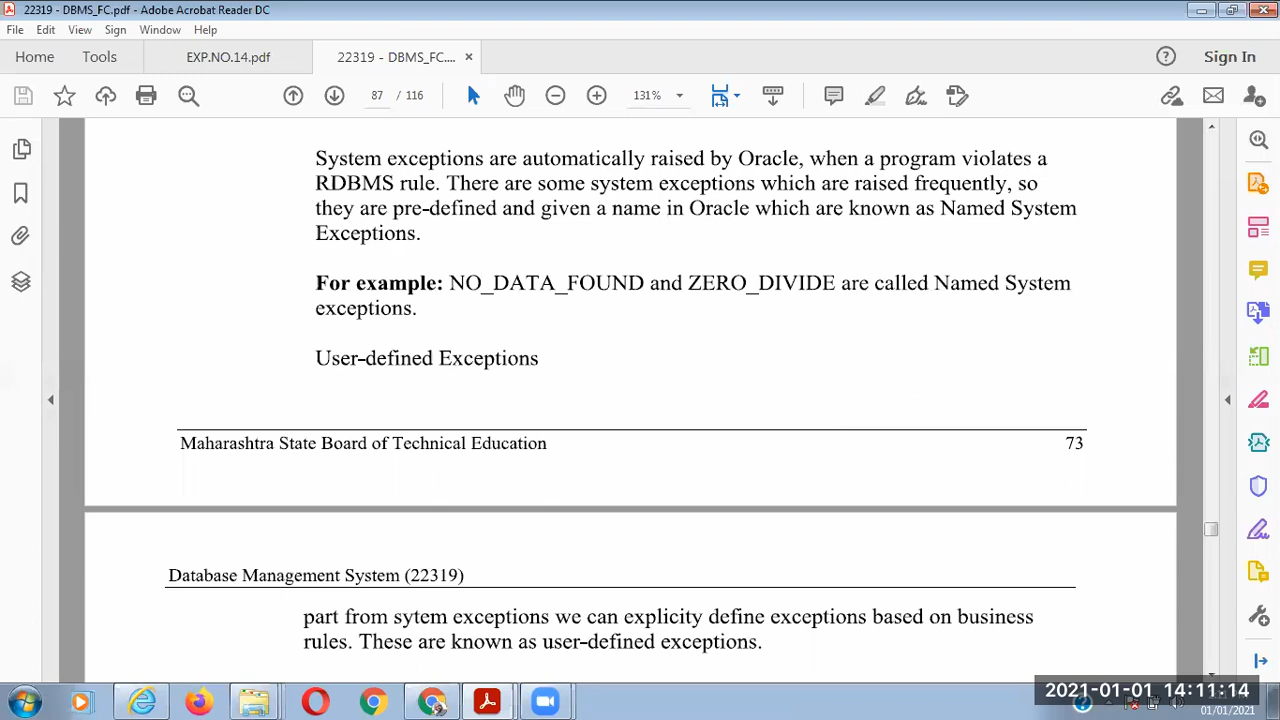 22319 - DBMS_FC.pdf - Adobe Acrobat Reader DC
File Edit View Sign Window Help
Home Tools EXP.NO.14.pdf 22319 - DBMS_FC.... × Sign In
87 / 116 131%
System exceptions are automatically raised by Oracle, when a program violates a
RDBMS rule. There are some system exceptions which are raised frequently, so
they are pre-defined and given a name in Oracle which are known as Named System
Exceptions.
For example: NO_DATA_FOUND and ZERO_DIVIDE are called Named System
exceptions.
User-defined Exceptions
Maharashtra State Board of Technical Education 73
Database Management System (22319)
part from sytem exceptions we can explicity define exceptions based on business
rules. These are known as user-defined exceptions.
2021-01-01 14:11:14
01/01/2021